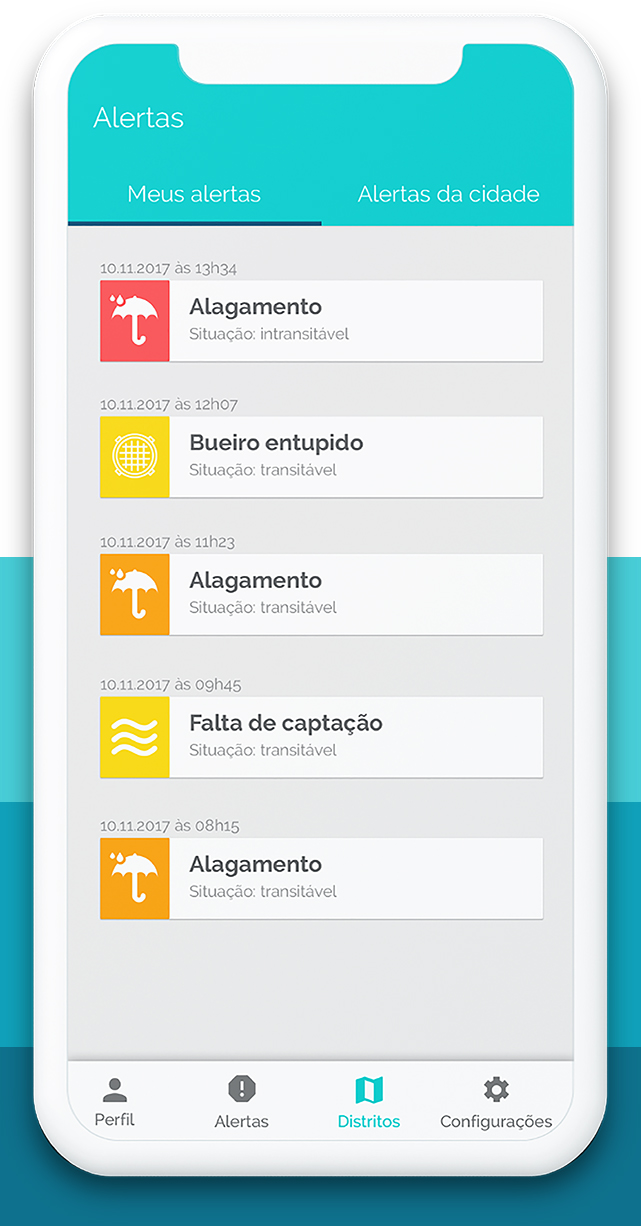 Alertas
Meus alertas
Alertas da cidade
10.11.2017 às 13h34
Alagamento
Situação: intransitável
10.11.2017 às 12h07
Bueiro entupido
Situação: transitável
10.11.2017 às 11h23
Alagamento
Situação: transitável
10.11.2017 às 09h45
Falta de captação
Situação: transitável
10.11.2017 às 08h15
Alagamento
Situação: transitável
Perfil
Alertas
Distritos
Configurações